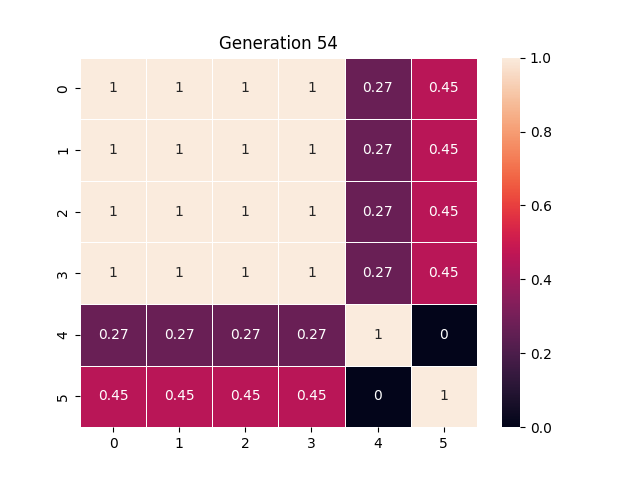 Generation 54
0 1 1 1 1 0.27 0.45
1 1 1 1 1 0.27 0.45
2 1 1 1 1 0.27 0.45
3 1 1 1 1 0.27 0.45
4 0.27 0.27 0.27 0.27 1 0
5 0.45 0.45 0.45 0.45 0 1
0 1 2 3 4 5
1.0
0.8
0.6
0.4
0.2
0.0